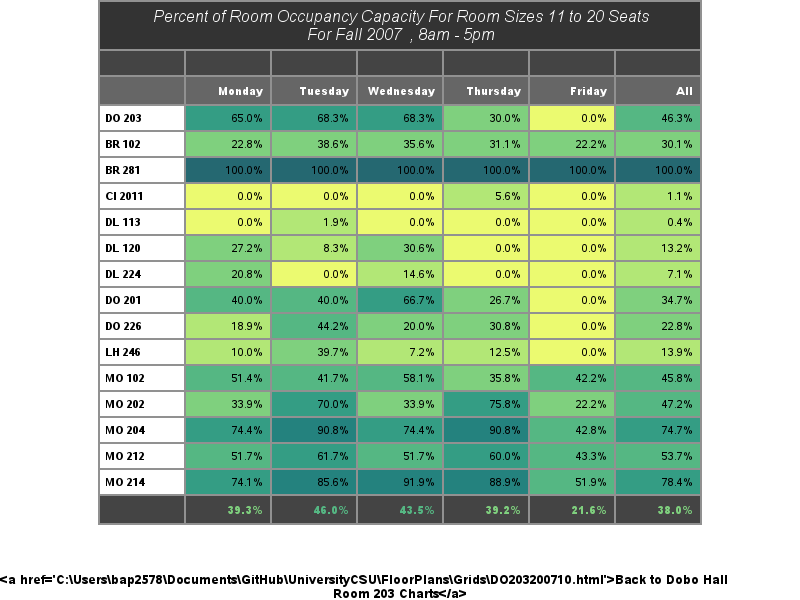 Percent of Room Occupancy Capacity For Room Sizes 11 to 20 Seats
For Fall 2007 , 8am - 5pm
Monday Tuesday Wednesday Thursday Friday All
DO 203 65.0% 68.3% 68.3% 30.0% 0.0% 46.3%
BR 102 22.8% 38.6% 35.6% 31.1% 22.2% 30.1%
BR 281 100.0% 100.0% 100.0% 100.0% 100.0% 100.0%
CI 2011 0.0% 0.0% 0.0% 5.6% 0.0% 1.1%
DL 113 0.0% 1.9% 0.0% 0.0% 0.0% 0.4%
DL 120 27.2% 8.3% 30.6% 0.0% 0.0% 13.2%
DL 224 20.8% 0.0% 14.6% 0.0% 0.0% 7.1%
DO 201 40.0% 40.0% 66.7% 26.7% 0.0% 34.7%
DO 226 18.9% 44.2% 20.0% 30.8% 0.0% 22.8%
LH 246 10.0% 39.7% 7.2% 12.5% 0.0% 13.9%
MO 102 51.4% 41.7% 58.1% 35.8% 42.2% 45.8%
MO 202 33.9% 70.0% 33.9% 75.8% 22.2% 47.2%
MO 204 74.4% 90.8% 74.4% 90.8% 42.8% 74.7%
MO 212 51.7% 61.7% 51.7% 60.0% 43.3% 53.7%
MO 214 74.1% 85.6% 91.9% 88.9% 51.9% 78.4%
39.3% 46.0% 43.5% 39.2% 21.6% 38.0%
<a href='C:\Users\bap2578\Documents\GitHub\UniversityCSU\FloorPlans\Grids\DO203200710.html'>Back to Dobo Hall
Room 203 Charts</a>